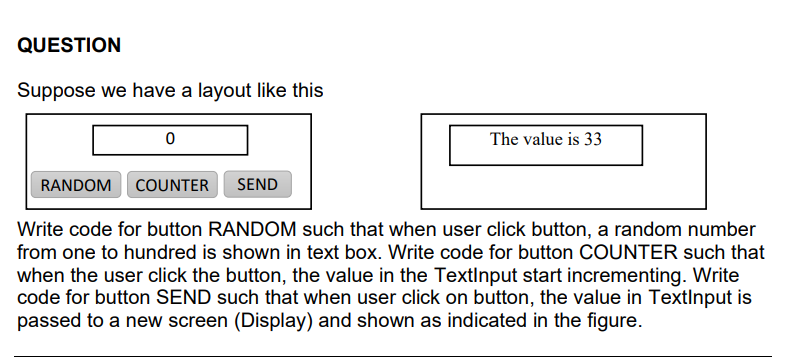 QUESTION
Suppose we have a layout like this
0
RANDOM COUNTER SEND
The value is 33
Write code for button RANDOM such that when user click button, a random number
from one to hundred is shown in text box. Write code for button COUNTER such that
when the user click the button, the value in the TextInput start incrementing. Write
code for button SEND such that when user click on button, the value in TextInput is
passed to a new screen (Display) and shown as indicated in the figure.